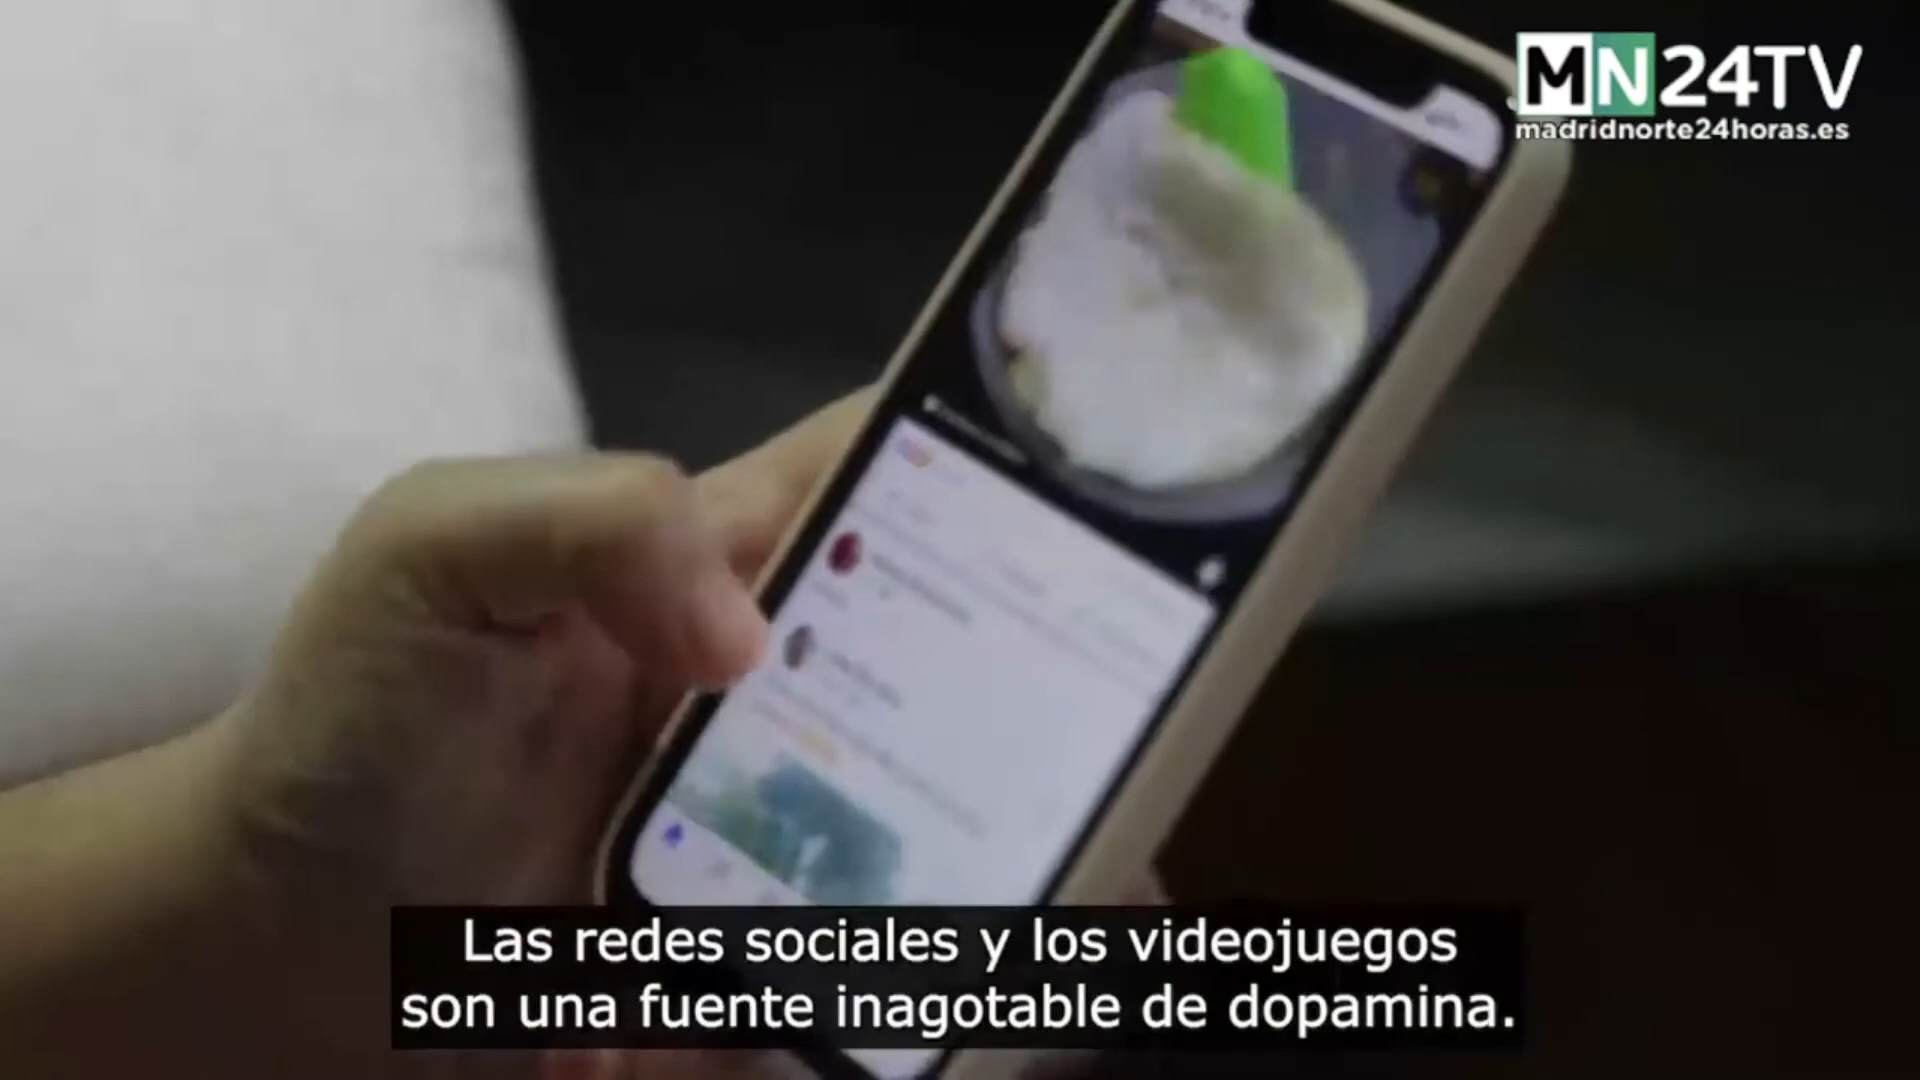 MN24TV
madridnorte24horas.es
Las redes sociales y los videojuegos
son una fuente inagotable de dopamina.